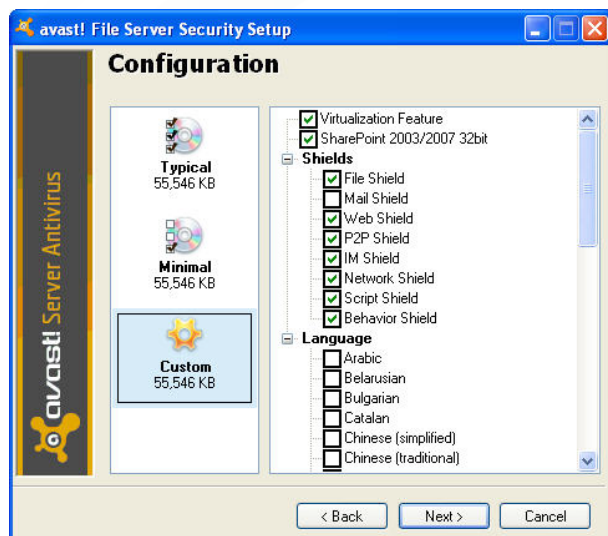 avast! File Server Security Setup
Configuration
avast! Server Antivirus
Typical
55,546 KB
Minimal
55,546 KB
Custom
55,546 KB
Virtualization Feature
SharePoint 2003/2007 32bit
Shields
File Shield
Mail Shield
Web Shield
P2P Shield
IM Shield
Network Shield
Script Shield
Behavior Shield
Language
Arabic
Belarusian
Bulgarian
Catalan
Chinese (simplified)
Chinese (traditional)
< Back
Next >
Cancel